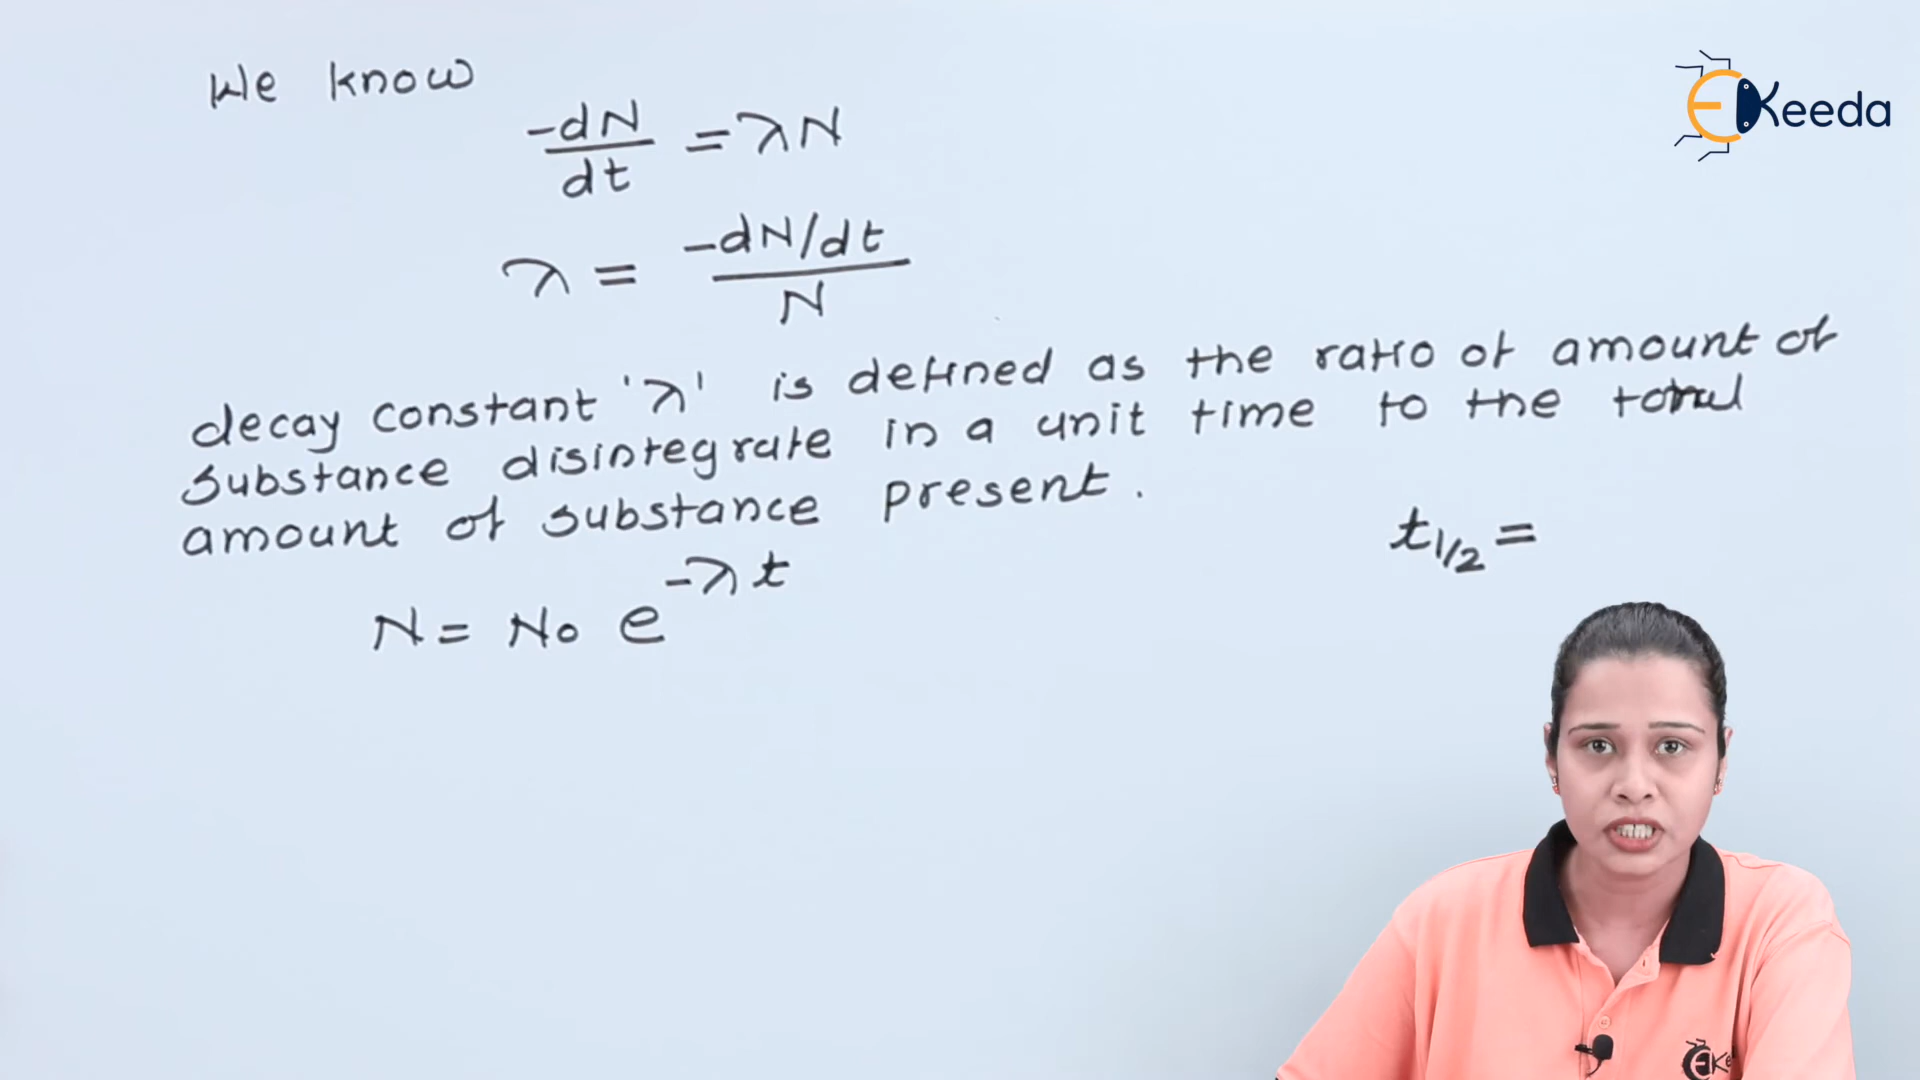 We know
EKeeda
-dN/dt = λN
λ = -dN/dt / N
decay constant 'λ' is defined as the ratio of amount of
substance disintegrate in a unit time to the total
amount of substance present.
t1/2 =
N = No e^-λt